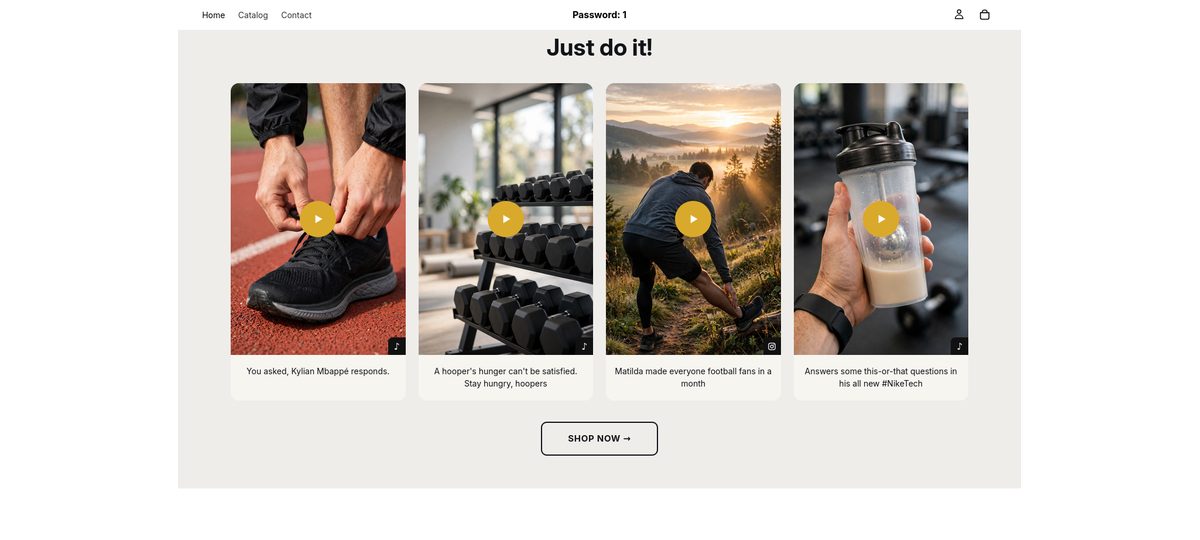 Home Catalog Contact
Password: 1
Just do it!
You asked, Kylian Mbappé responds.
A hooper's hunger can't be satisfied.
Stay hungry, hoopers
Matilda made everyone football fans in a
month
Answers some this-or-that questions in
his all new #NikeTech
SHOP NOW →